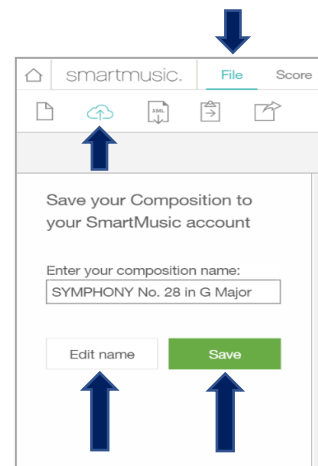 smartmusic. File Score
XML
Save your Composition to
your SmartMusic account
Enter your composition name:
SYMPHONY No. 28 in G Major
Edit name Save